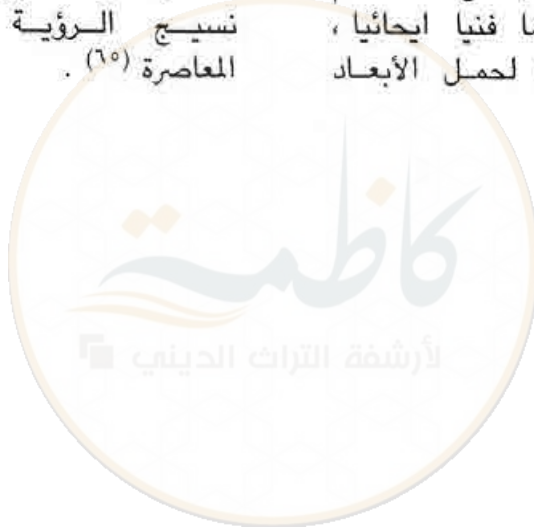 ا فنيا ايحائيا ،
لحمل الأبعاد
نسيج الرؤية
المعاصرة (٦٥) .
كاظمة
لأرشفة التراث الديني